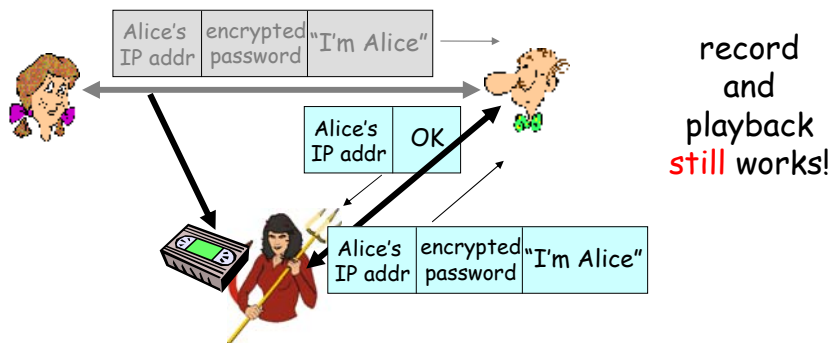 Alice's
IP addr
encrypted
password
"I'm Alice"
record
and
playback
still works!
Alice's
IP addr
OK
Alice's
IP addr
encrypted
password
"I'm Alice"